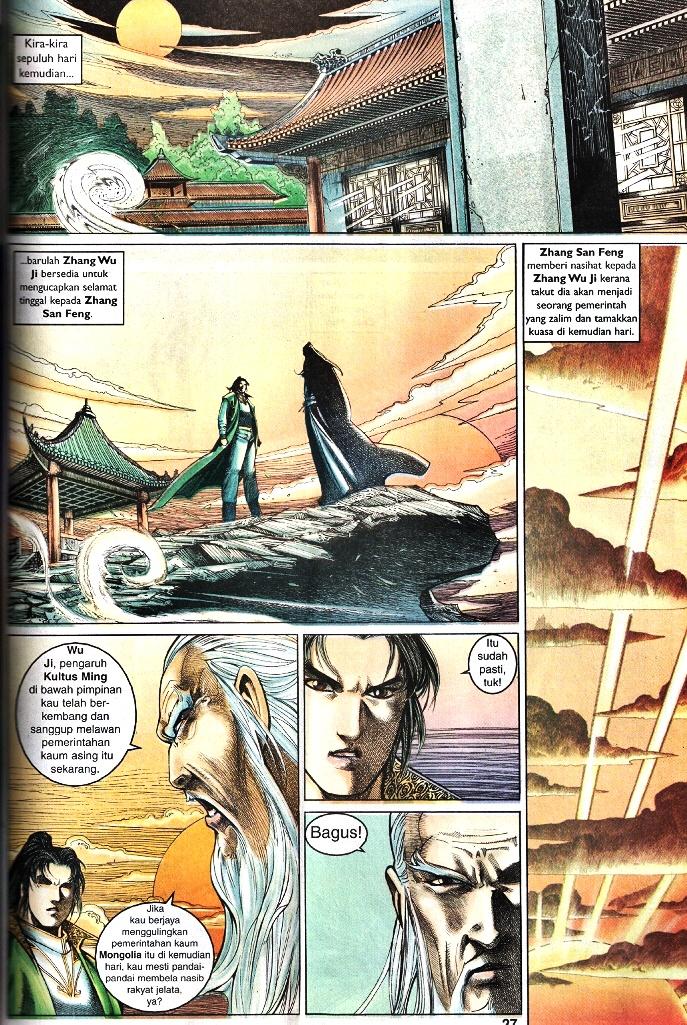 Kira-kira
sepuluh hari
kemudian...
...barulah Zhang Wu
Ji bersedia untuk
mengucapkan selamat
tinggal kepada Zhang
San Feng.
Zhang San Feng
memberi nasihat kepada
Zhang Wu Ji kerana
takut dia akan menjadi
seorang pemerintah
yang zalim dan tamakkan
kuasa di kemudian hari.
Wu
Ji, pengaruh
Kultus Ming
di bawah pimpinan
kau telah ber-
kembang dan
sanggup melawan
pemerintahan
kaum asing itu
sekarang.
Jika
kau berjaya
menggulingkan
pemerintahan kaum
Mongolia itu di kemudian
hari, kau mesti pandai-
pandai membela nasib
rakyat jelata,
ya?
Itu
sudah
pasti,
tuk!
Bagus!
27